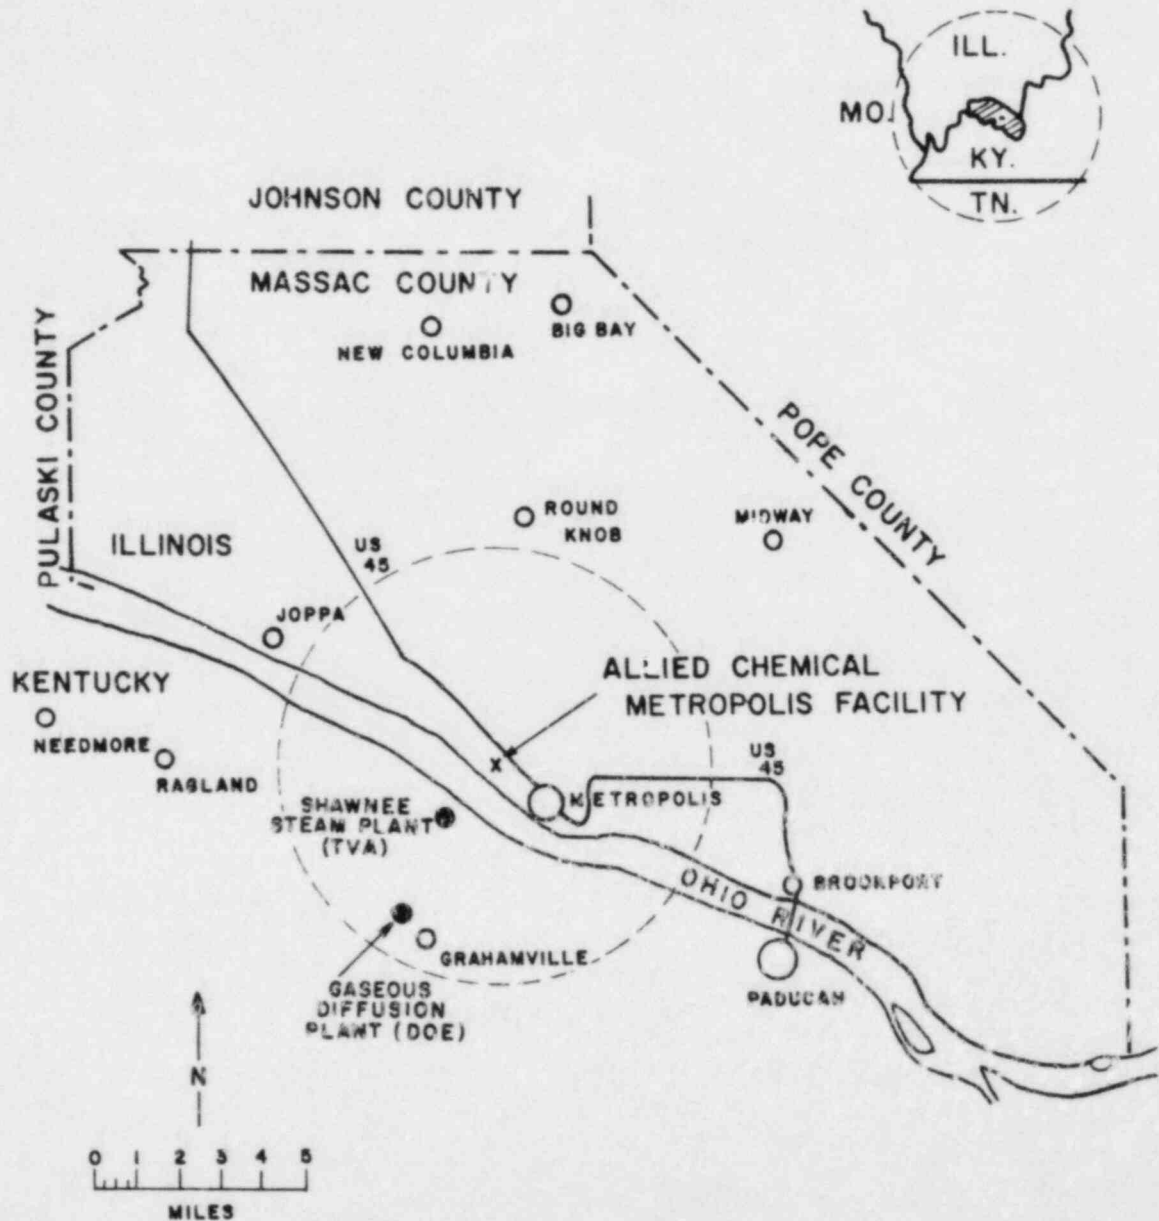 ILL.
MO.
KY.
TN.
JOHNSON COUNTY
MASSAC COUNTY
BIG BAY
NEW COLUMBIA
PULASKI COUNTY
POPE COUNTY
ROUND
KNOB
MIDWAY
ILLINOIS
US
45
JOPPA
ALLIED CHEMICAL
METROPOLIS FACILITY
KENTUCKY
NEEDMORE
RAGLAND
US
45
X
METROPOLIS
SHAWNEE
STEAM PLANT
(TVA)
OHIO RIVER
BROOKPORT
GRAHAMVILLE
PADUCAH
GASEOUS
DIFFUSION
PLANT (DOE)
N
0 1 2 3 4 5
MILES